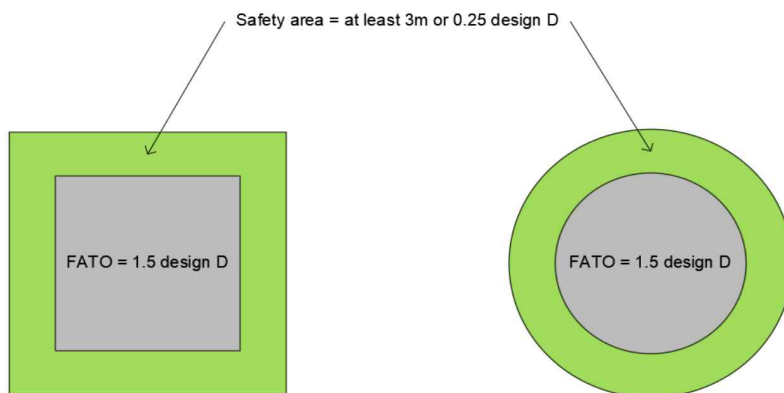 Safety area = at least 3m or 0.25 design D
FATO = 1.5 design D
FATO = 1.5 design D